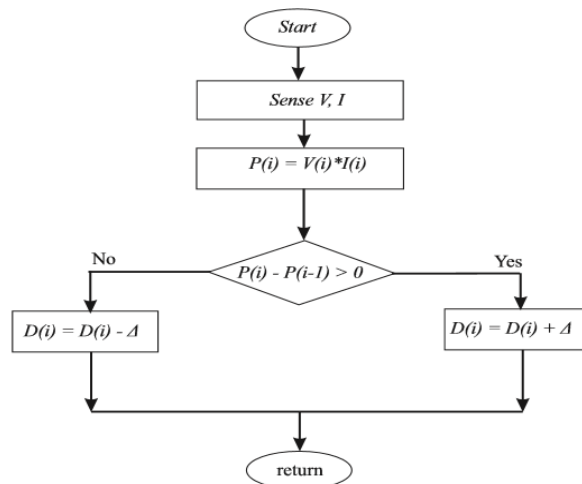 Start
Sense V, I
P(i) = V(i)*I(i)
P(i) - P(i-1) > 0
No
Yes
D(i) = D(i) - Δ
D(i) = D(i) + Δ
return